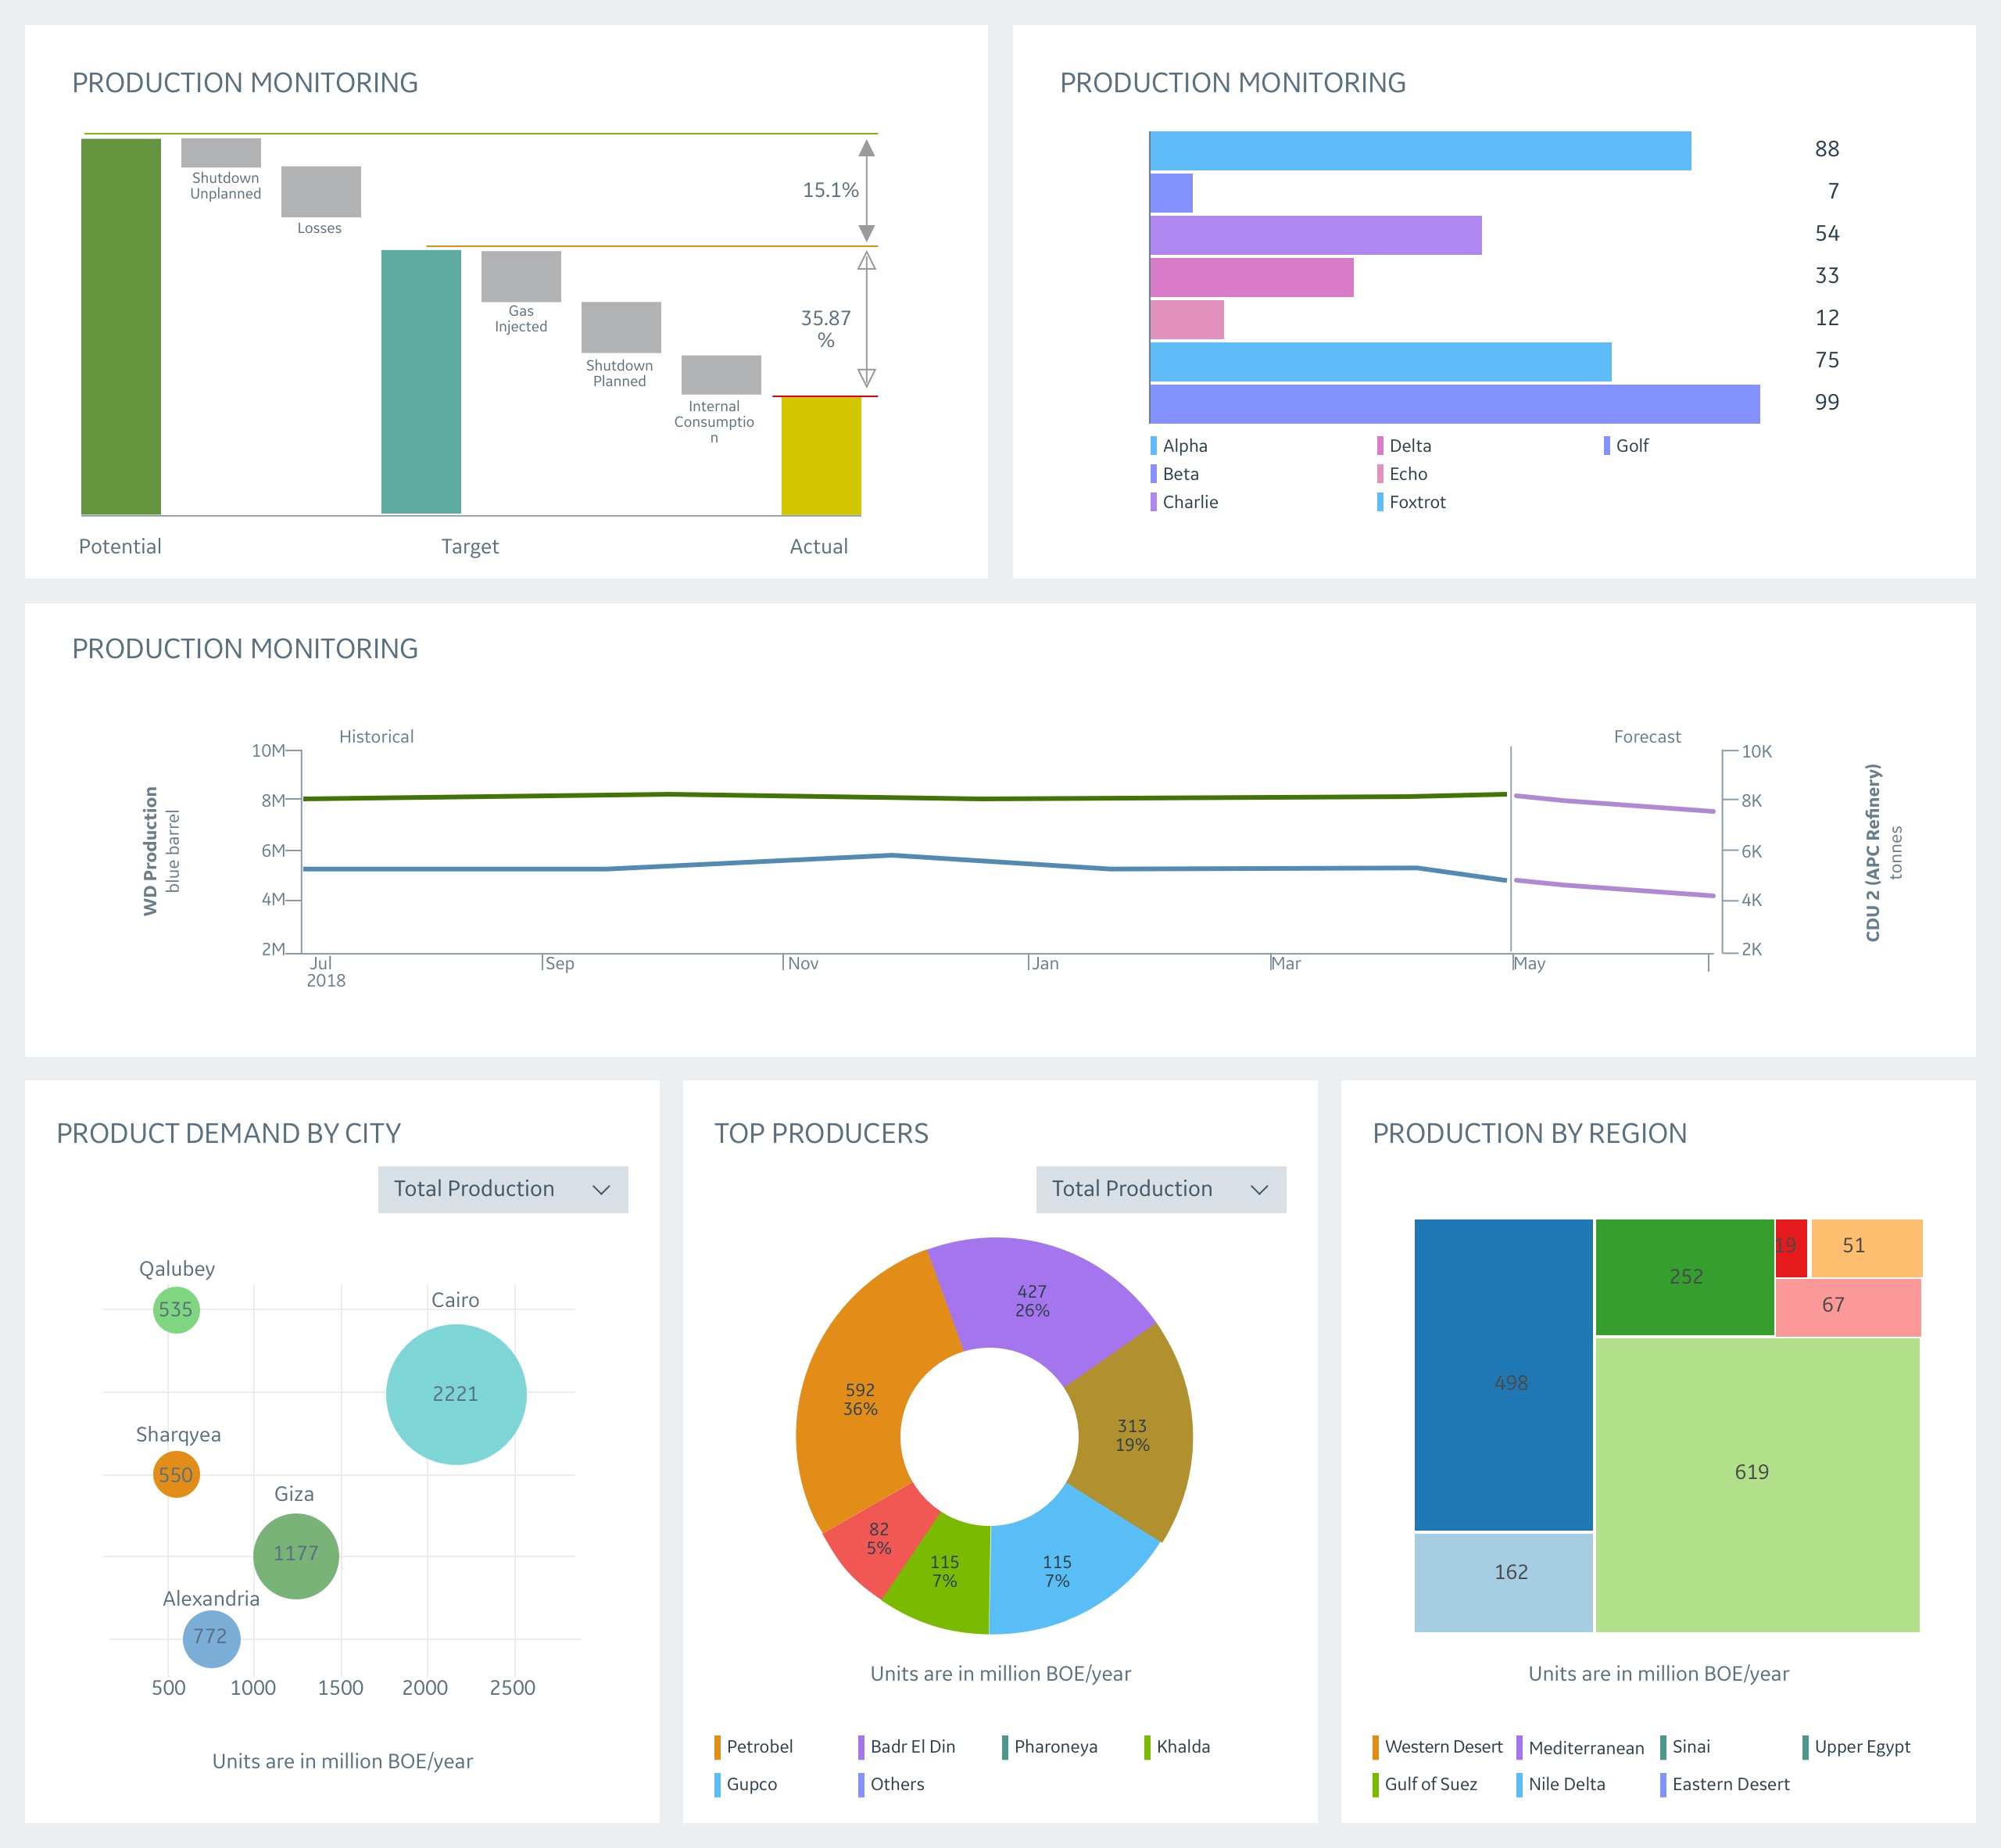 PRODUCTION MONITORING
Shutdown
Unplanned
Losses
15.1%
Gas
Injected
Shutdown
Planned
Internal
Consumptio
n
35.87
%
Potential
Target
Actual
PRODUCTION MONITORING
88
7
54
33
12
75
99
Alpha
Delta
Golf
Beta
Echo
Charlie
Foxtrot
PRODUCTION MONITORING
Historical
Forecast
WD Production
blue barrel
10M
8M
6M
4M
2M
Jul
2018
Sep
Nov
Jan
Mar
May
10K
8K
6K
4K
2K
CDU 2 (APC Refinery)
tonnes
PRODUCT DEMAND BY CITY
Total Production
Qalubey
535
Cairo
2221
Sharqyea
550
Giza
1177
Alexandria
772
500
1000
1500
2000
2500
Units are in million BOE/year
TOP PRODUCERS
Total Production
427
26%
592
36%
313
19%
82
5%
115
7%
115
7%
Units are in million BOE/year
Petrobel
Badr El Din
Pharoneya
Khalda
Gupco
Others
PRODUCTION BY REGION
19
51
252
67
498
619
162
Units are in million BOE/year
Western Desert
Mediterranean
Sinai
Upper Egypt
Gulf of Suez
Nile Delta
Eastern Desert